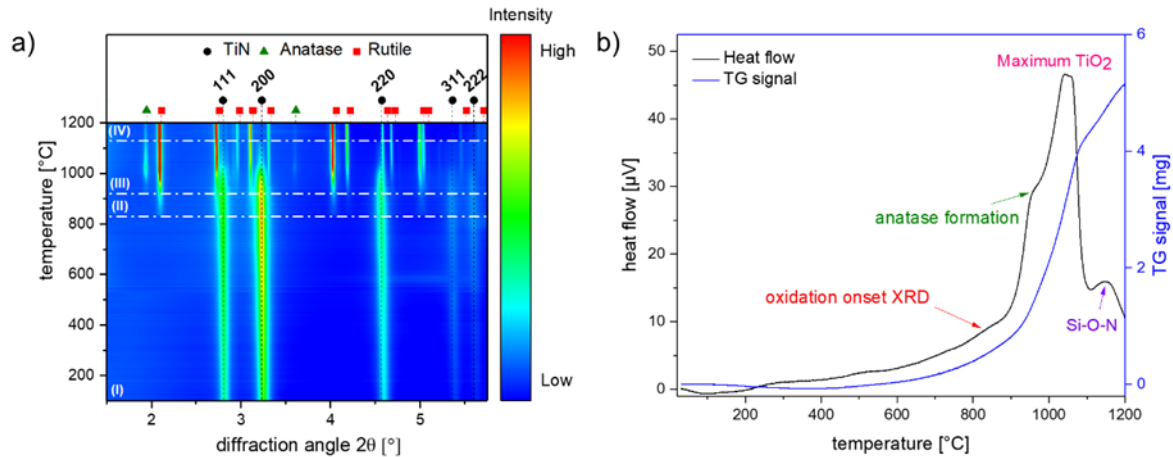 a)
● TiN ▲ Anatase ■ Rutile
111 200 220 311 222
1200
1000
800
600
400
200
temperature [°C]
(IV)
(III)
(II)
(I)
2 3 4 5
diffraction angle 2θ [°]
Intensity
High
Low
b)
50
40
30
20
10
0
heat flow [µV]
Heat flow
TG signal
Maximum TiO₂
anatase formation
oxidation onset XRD
Si-O-N
6
4
2
0
TG signal [mg]
200 400 600 800 1000 1200
temperature [°C]